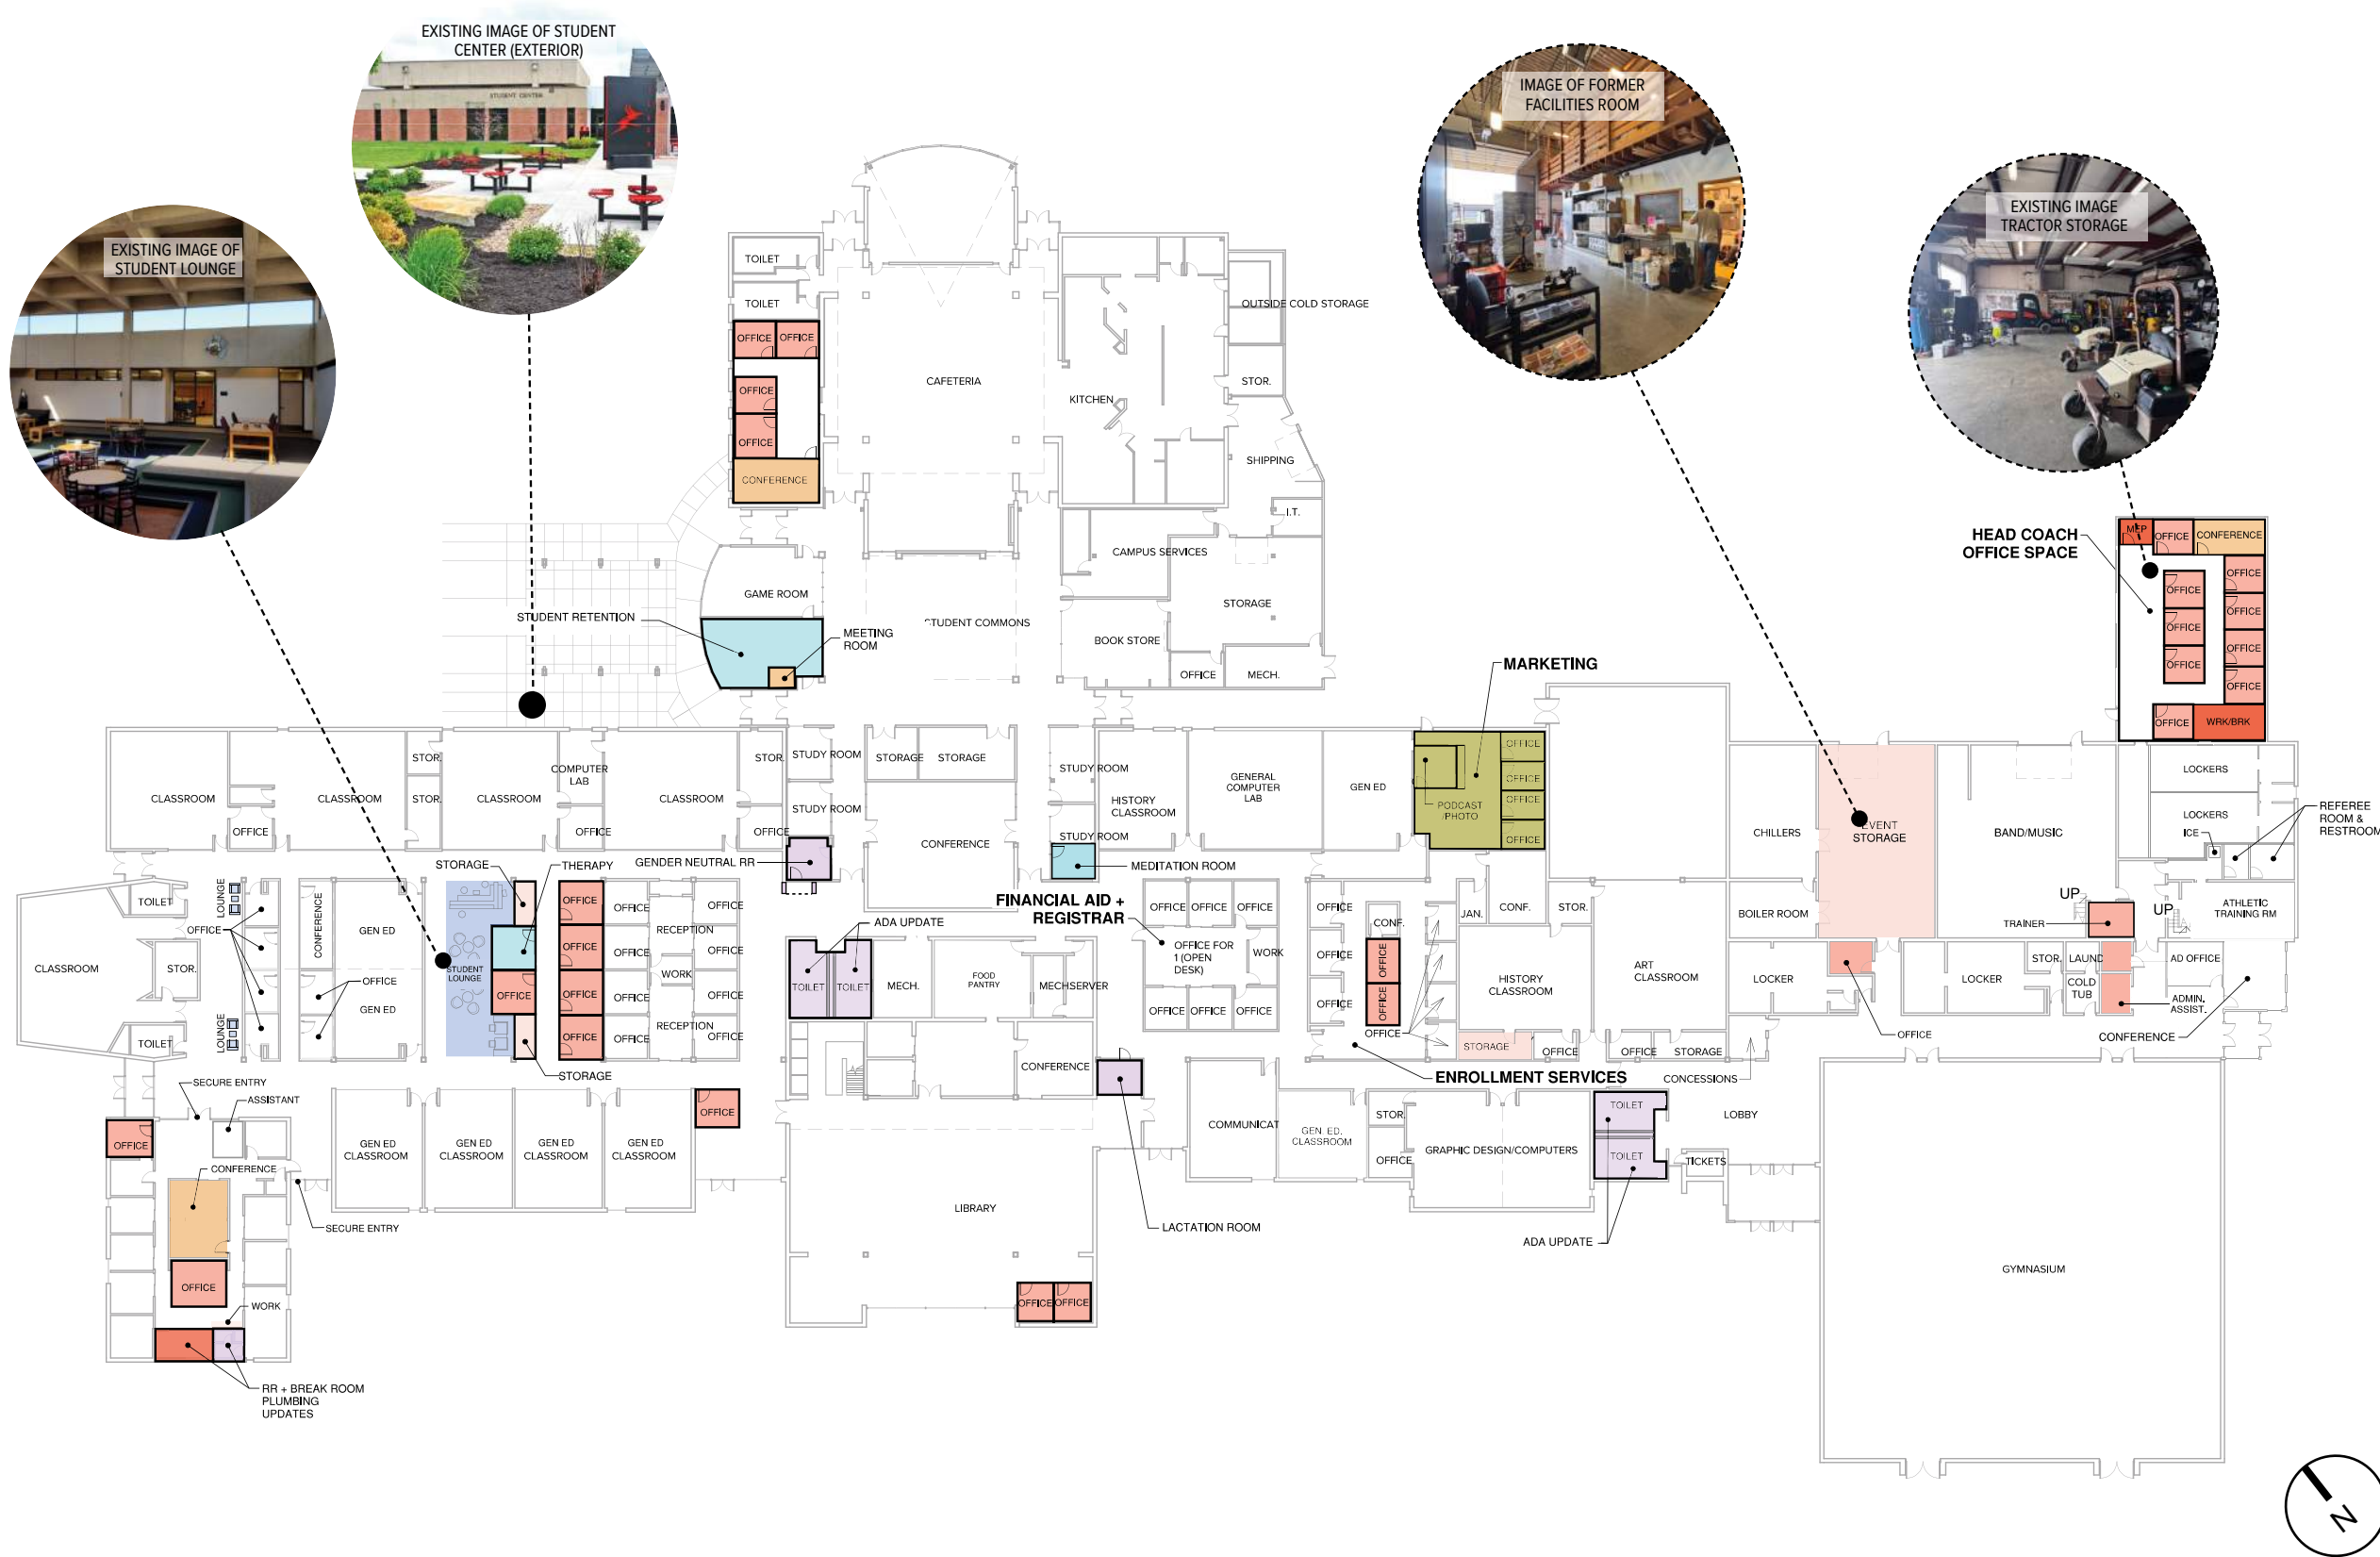 EXISTING IMAGE OF STUDENT
CENTER (EXTERIOR)
STUDENT CENTER
IMAGE OF FORMER
FACILITIES ROOM
EXISTING IMAGE
TRACTOR STORAGE
EXISTING IMAGE OF
STUDENT LOUNGE
TOILET
TOILET
OFFICE OFFICE
OFFICE
OFFICE
CONFERENCE
CAFETERIA
KITCHEN
OUTSIDE COLD STORAGE
STOR.
SHIPPING
I.T.
CAMPUS SERVICES
STORAGE
BOOK STORE
OFFICE
MECH.
GAME ROOM
STUDENT RETENTION
MEETING
ROOM
STUDENT COMMONS
HEAD COACH
OFFICE SPACE
MEP
OFFICE
CONFERENCE
OFFICE
OFFICE
OFFICE
OFFICE
OFFICE
OFFICE
OFFICE
OFFICE
WRK/BRK
MARKETING
OFFICE
OFFICE
OFFICE
OFFICE
PODCAST
/PHOTO
CLASSROOM
OFFICE
CLASSROOM
STOR.
STOR.
CLASSROOM
COMPUTER
LAB
OFFICE
CLASSROOM
STOR.
OFFICE
STUDY ROOM
STUDY ROOM
STORAGE
STORAGE
CONFERENCE
STUDY ROOM
STUDY ROOM
HISTORY
CLASSROOM
GENERAL
COMPUTER
LAB
GEN ED
CHILLERS
EVENT
STORAGE
BAND/MUSIC
LOCKERS
LOCKERS
ICE
REFEREE
ROOM &
RESTROOM
STORAGE
THERAPY
GENDER NEUTRAL RR
MEDITATION ROOM
FINANCIAL AID +
REGISTRAR
ADA UPDATE
TOILET
CLASSROOM
STOR.
TOILET
LOUNGE
OFFICE
LOUNGE
CONFERENCE
GEN ED
OFFICE
GEN ED
STUDENT
LOUNGE
OFFICE
STORAGE
OFFICE
OFFICE
OFFICE
OFFICE
OFFICE
OFFICE
OFFICE
OFFICE
RECEPTION
WORK
RECEPTION
OFFICE
OFFICE
OFFICE
OFFICE
TOILET
TOILET
MECH.
FOOD
PANTRY
MECH
SERVER
CONFERENCE
OFFICE OFFICE OFFICE
OFFICE FOR
1 (OPEN
DESK)
WORK
OFFICE OFFICE OFFICE
OFFICE
OFFICE
OFFICE
CONF.
OFFICE
OFFICE
OFFICE
JAN.
CONF.
STOR.
HISTORY
CLASSROOM
STORAGE
OFFICE
ART
CLASSROOM
OFFICE
STORAGE
BOILER ROOM
LOCKER
LOCKER
UP
UP
TRAINER
ATHLETIC
TRAINING RM
STOR.
LAUND
COLD
TUB
AD OFFICE
ADMIN.
ASSIST.
OFFICE
CONFERENCE
ENROLLMENT SERVICES
CONCESSIONS
SECURE ENTRY
ASSISTANT
OFFICE
CONFERENCE
SECURE ENTRY
OFFICE
WORK
RR + BREAK ROOM
PLUMBING
UPDATES
GEN ED
CLASSROOM
GEN ED
CLASSROOM
GEN ED
CLASSROOM
GEN ED
CLASSROOM
OFFICE
LIBRARY
OFFICE OFFICE
LACTATION ROOM
COMMUNICAT
GEN ED.
CLASSROOM
STOR.
OFFICE
GRAPHIC DESIGN/COMPUTERS
TOILET
TOILET
ADA UPDATE
LOBBY
TICKETS
GYMNASIUM
N